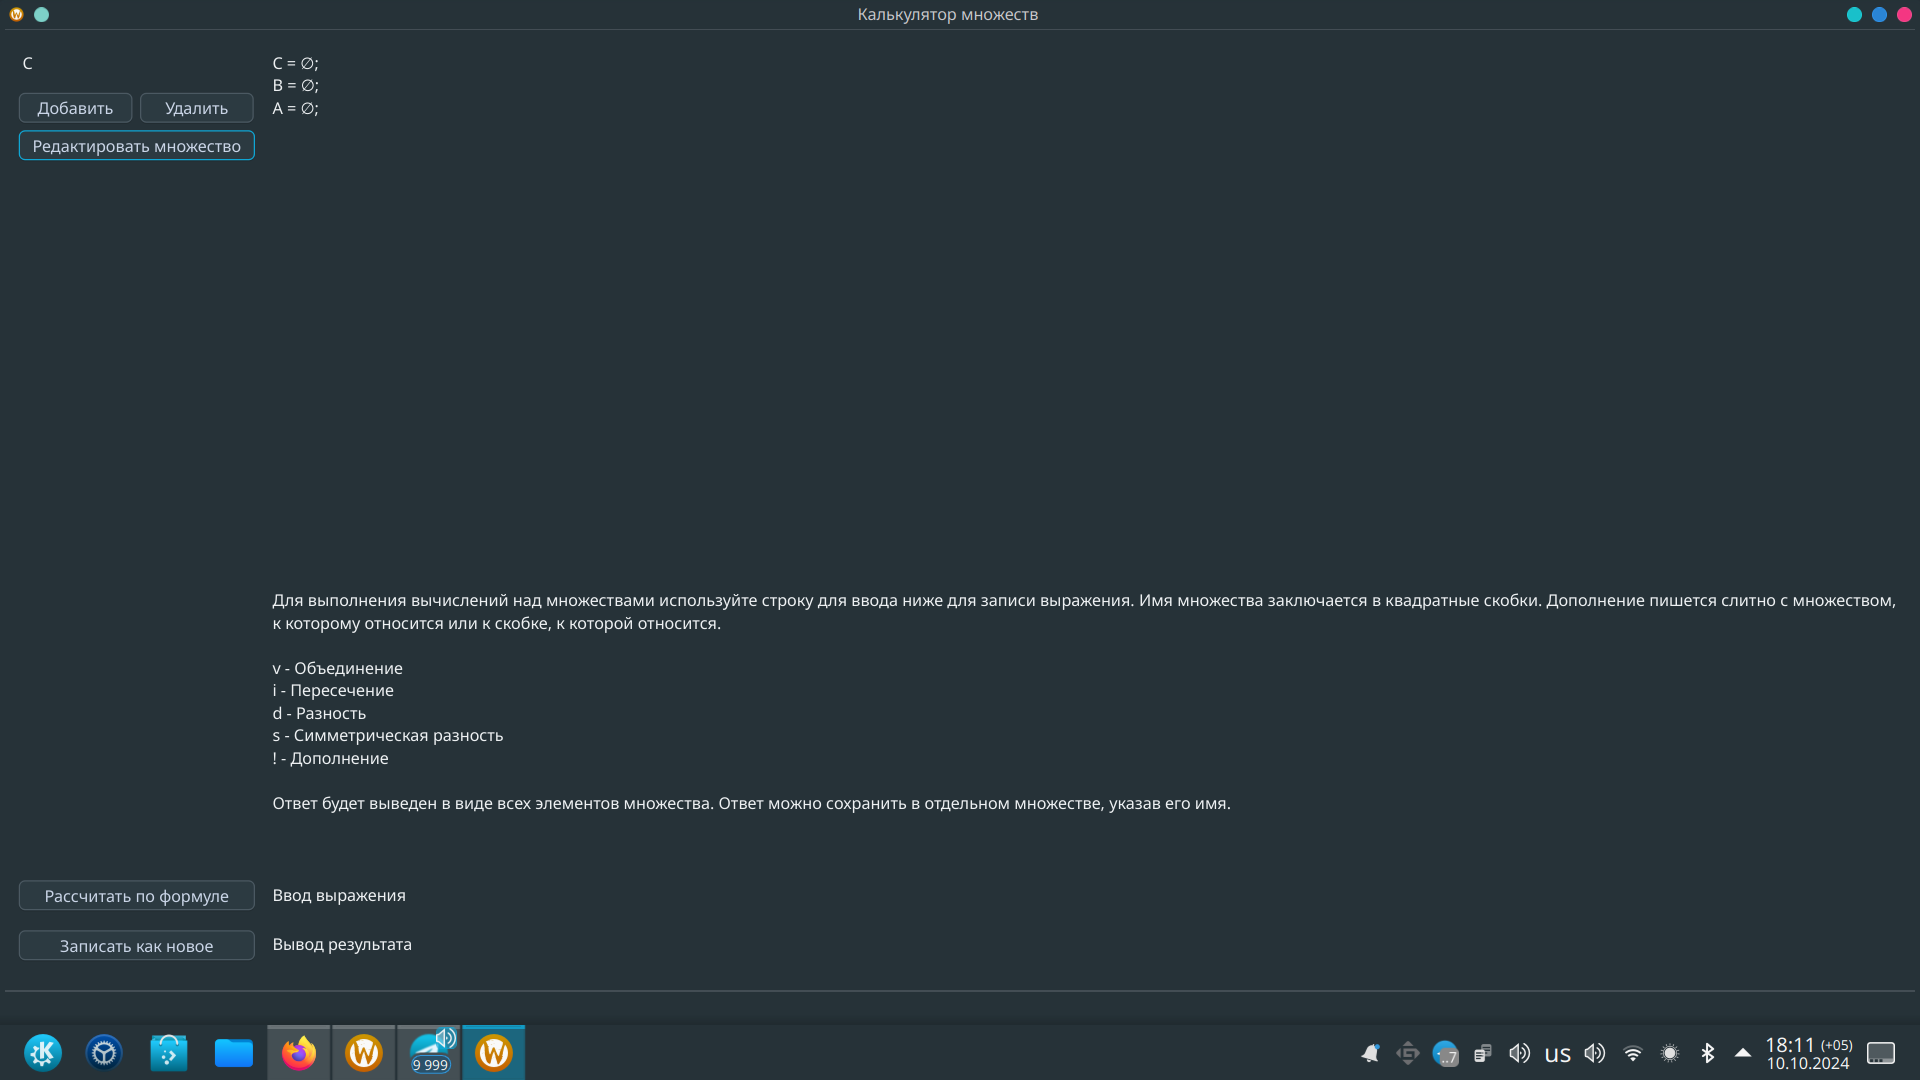 Калькулятор множеств
C
C = ∅;
B = ∅;
Добавить
Удалить
A = ∅;
Редактировать множество
Для выполнения вычислений над множествами используйте строку для ввода ниже для записи выражения. Имя множества заключается в квадратные скобки. Дополнение пишется слитно с множеством,
к которому относится или к скобке, к которой относится.
v - Объединение
i - Пересечение
d - Разность
s - Симметрическая разность
! - Дополнение
Ответ будет выведен в виде всех элементов множества. Ответ можно сохранить в отдельном множестве, указав его имя.
Рассчитать по формуле
Ввод выражения
Записать как новое
Вывод результата
9 999
..7
us
18:11 (+05)
10.10.2024